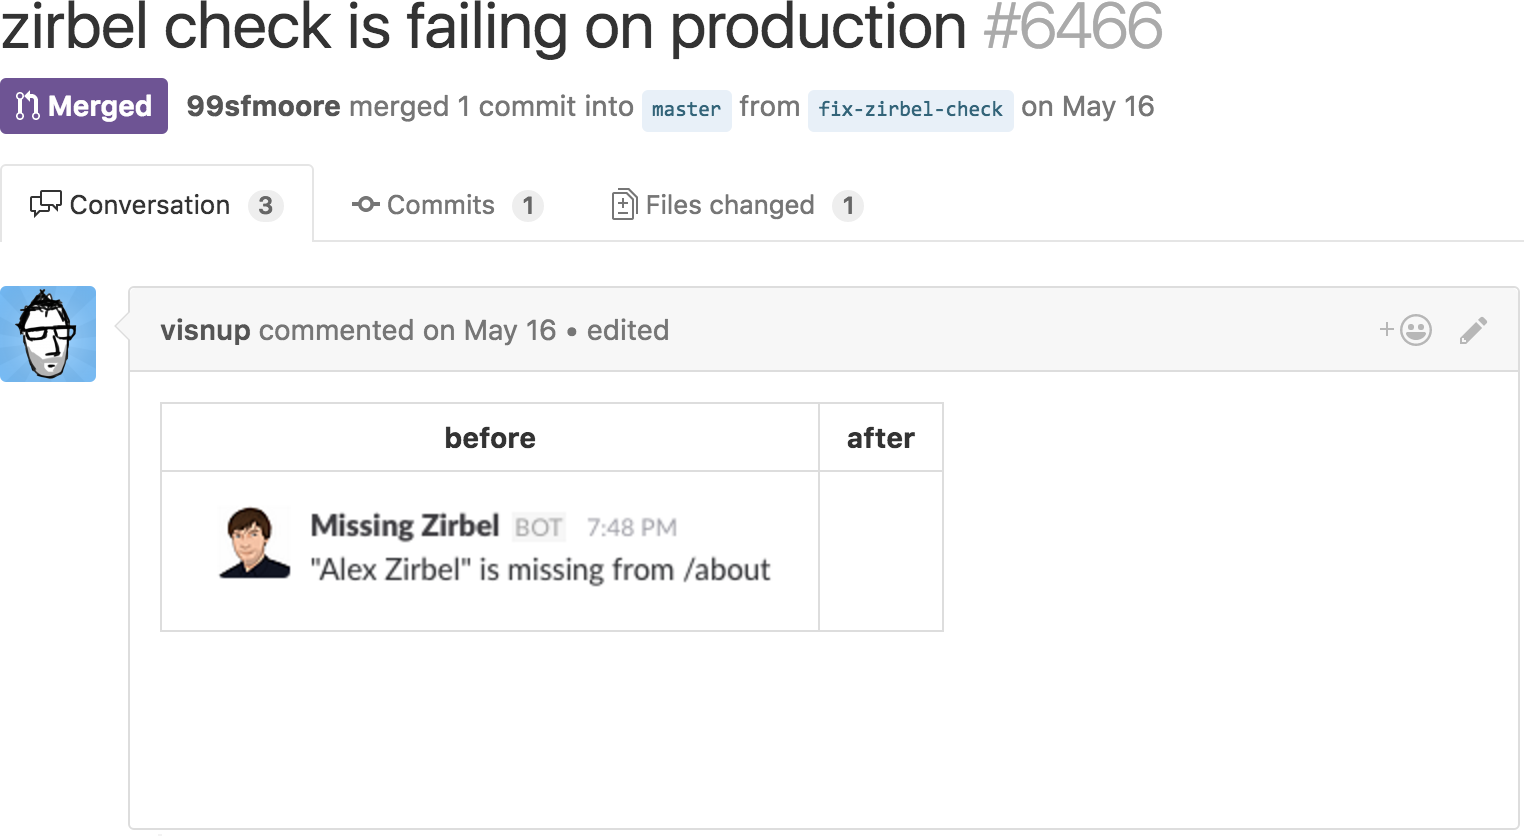 zirbel check is failing on production #6466
Merged 99sfmoore merged 1 commit into master from fix-zirbel-check on May 16
Conversation 3 Commits 1 Files changed 1
visnup commented on May 16 • edited
before after
Missing Zirbel BOT 7:48 PM
"Alex Zirbel" is missing from /about